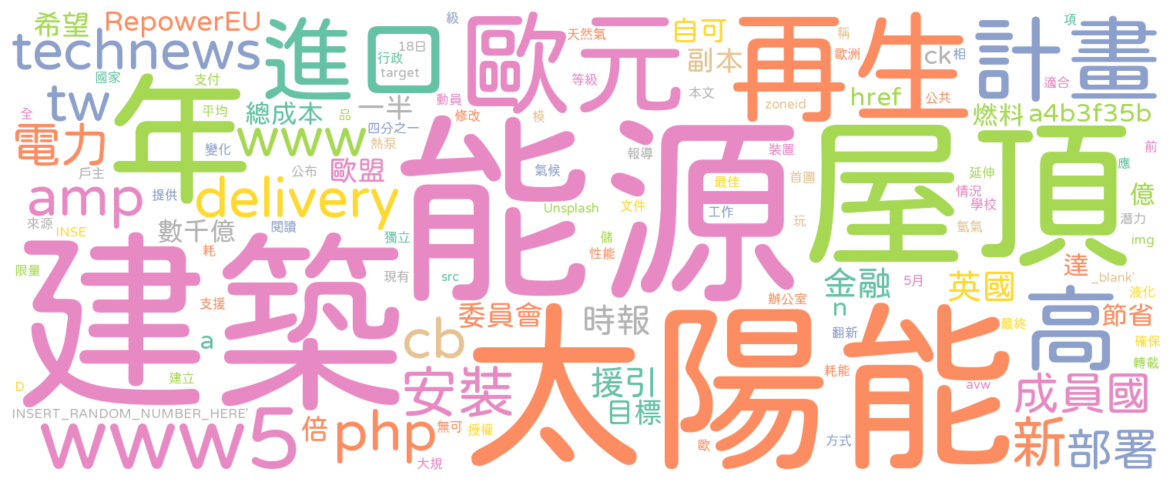 希望 RepowerEU 進口 18日 行政 target 歐元 天然氣 自可 再生 稱 歐洲 計畫 項
technews 國家 支付 等級 副本 ck 相 級 適合
tw 年 平均 總成本 品 一半 動員 修改 模 本文 zoneid href 公共 燃料 a4b3f35b
全 電力 變化 www 四分之一 熱泵 能源 報導 裝置 屋頂 應 前
戶主 公布 歐盟 氣候 最佳 首圖 延伸
amp 提供 delivery Unsplash 文件 工作 情況 學校 億
來源 INSE 數千億 閱讀 儲 玩 氫氣 潛力 img
建築 耗 獨立 性能
限量 現有 src 金融 5月 英國 達 _blank'
支援 委員會 時報 辦公室 n 高 液化 節省
a cb 太陽能 翻新 最終 確保
D 建立 安裝 援引 耗能 avw 轉載
INSERT_RANDOM_NUMBER_HERE' 目標 成員國
www5 倍 php 無可 授權 大規 歐 方式 新 部署